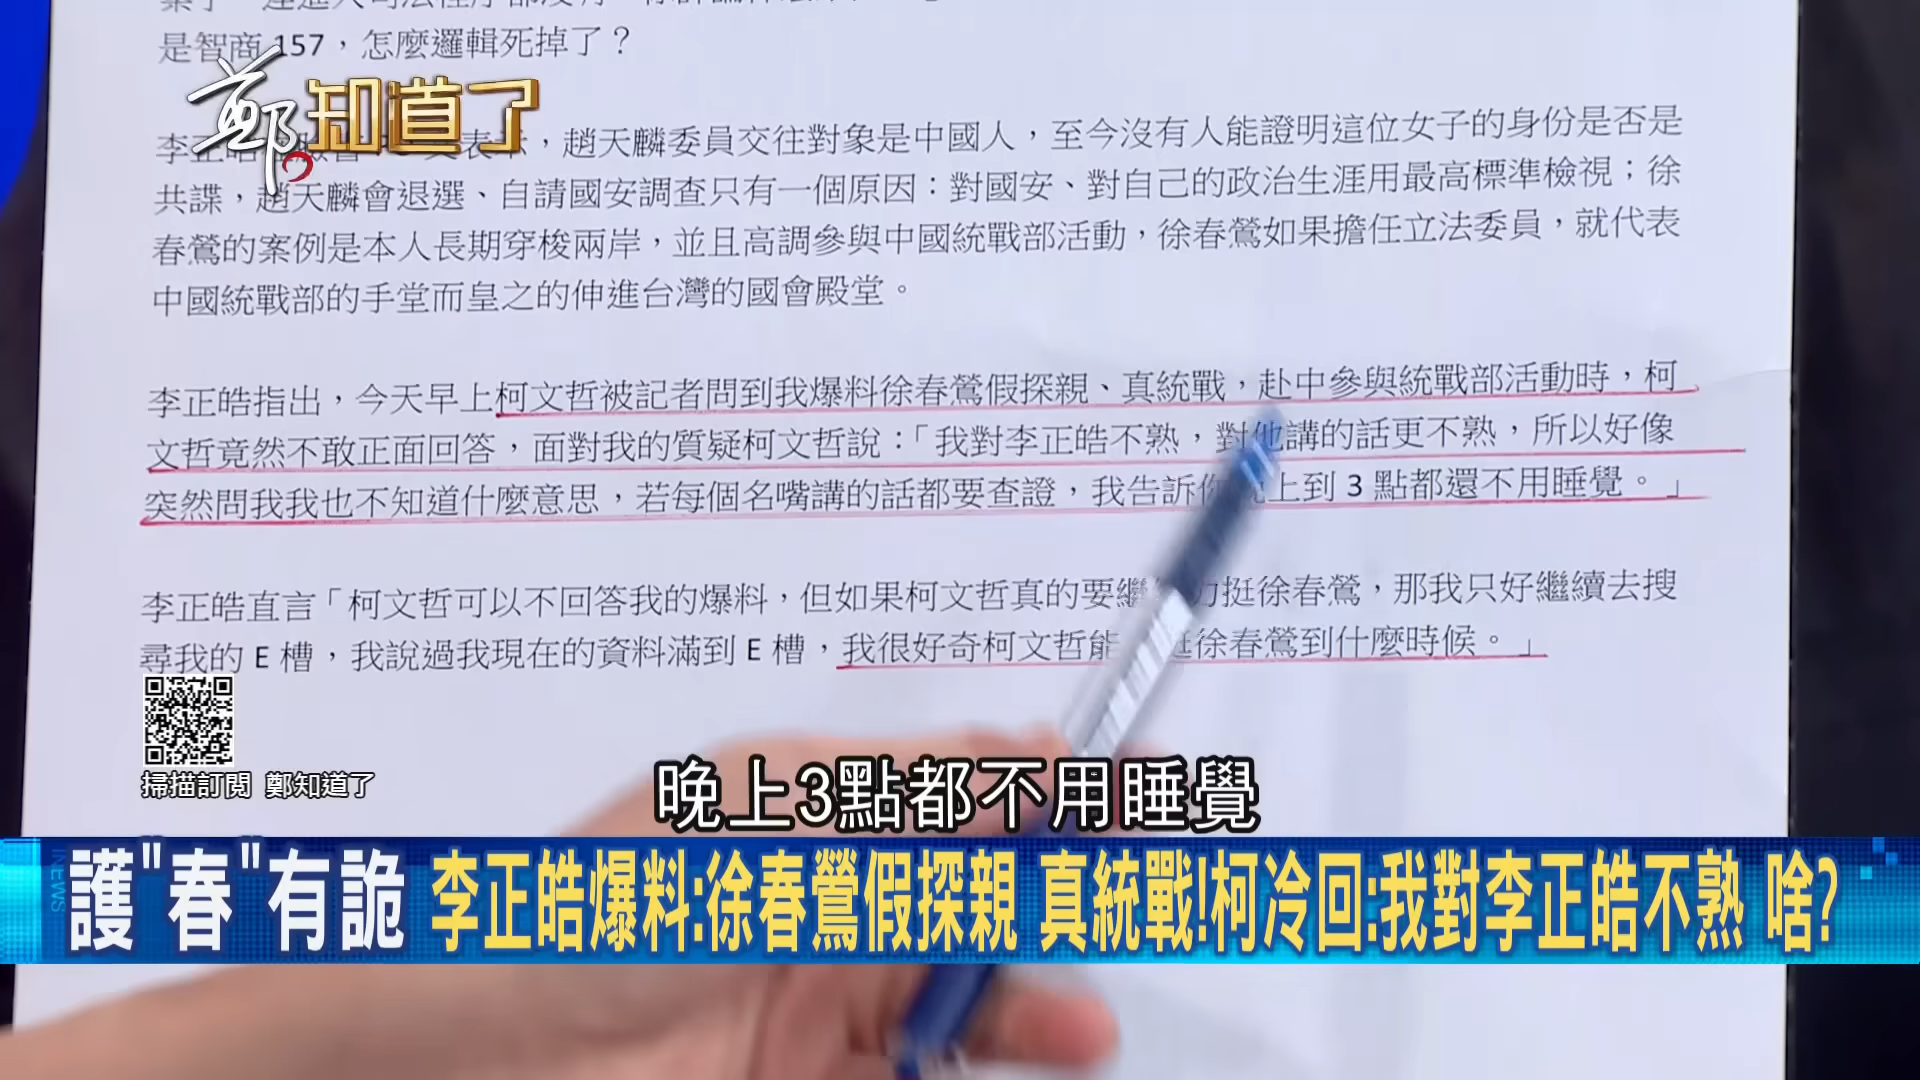 是智商 157，怎麼邏輯死掉了？
鄭知道了
李正皓 表示，趙天麟委員交往對象是中國人，至今沒有人能證明這位女子的身份是否是
共諜，趙天麟會退選、自請國安調查只有一個原因：對國安、對自己的政治生涯用最高標準檢視；徐
春鶯的案例是本人長期穿梭兩岸，並且高調參與中國統戰部活動，徐春鶯如果擔任立法委員，就代表
中國統戰部的手堂而皇之的伸進台灣的國會殿堂。
李正皓指出，今天早上柯文哲被記者問到我爆料徐春鶯假探親、真統戰，赴中參與統戰部活動時，柯
文哲竟然不敢正面回答，面對我的質疑柯文哲說：「我對李正皓不熟，對他講的話更不熟，所以好像
突然問我我也不知道什麼意思，若每個名嘴講的話都要查證，我告訴你晚上到 3 點都還不用睡覺。」
李正皓直言「柯文哲可以不回答我的爆料，但如果柯文哲真的要繼 力挺徐春鶯，那我只好繼續去搜
尋我的 E 槽，我說過我現在的資料滿到 E 槽，我很好奇柯文哲能 挺徐春鶯到什麼時候。」
掃描訂閱 鄭知道了
晚上3點都不用睡覺
護"春"有詭 李正皓爆料:徐春鶯假探親 真統戰!柯冷回:我對李正皓不熟 啥?